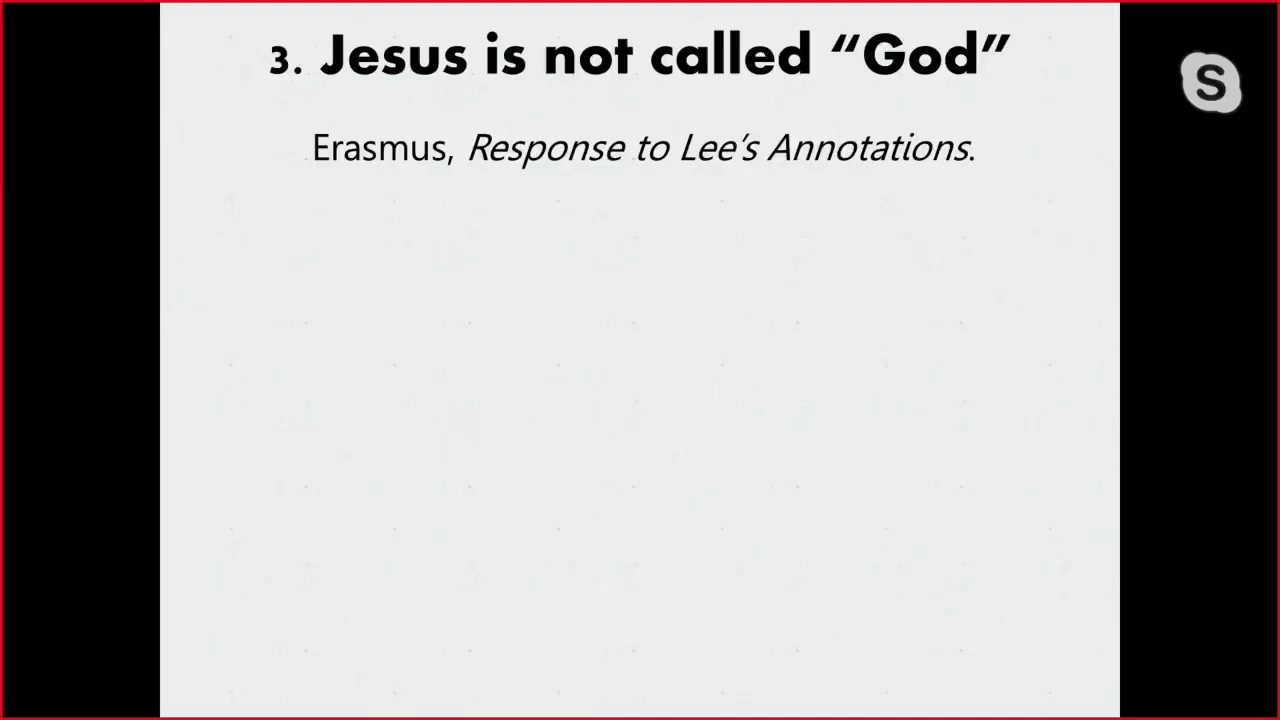 3. Jesus is not called “God”
Erasmus, Response to Lee’s Annotations.
S